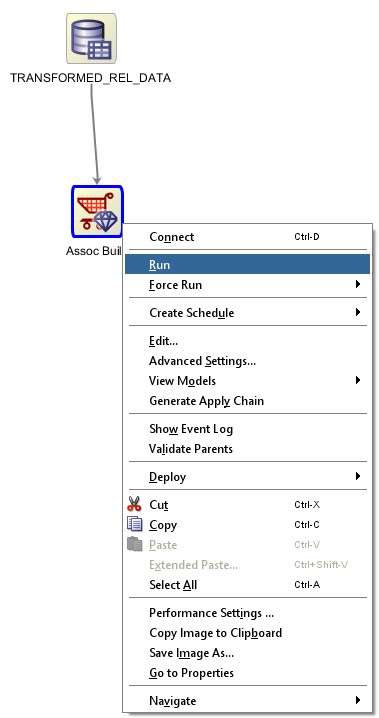 TRANSFORMED_REL_DATA
Assoc Buil
Connect Ctrl-D
Run
Force Run
Create Schedule
Edit...
Advanced Settings...
View Models
Generate Apply Chain
Show Event Log
Validate Parents
Deploy
Cut Ctrl-X
Copy Ctrl-C
Paste Ctrl-V
Extended Paste... Ctrl+Shift-V
Select All Ctrl-A
Performance Settings ...
Copy Image to Clipboard
Save Image As...
Go to Properties
Navigate